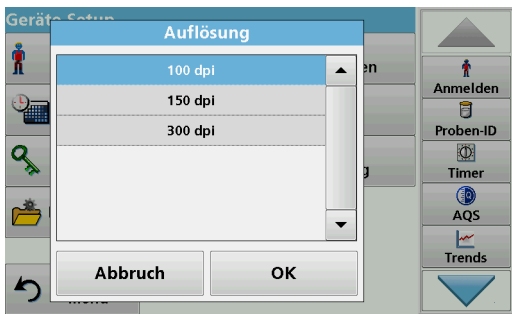 Geräte Setup
Auflösung
100 dpi
150 dpi
300 dpi
Abbruch
OK
Anmelden
Proben-ID
Timer
AQS
Trends